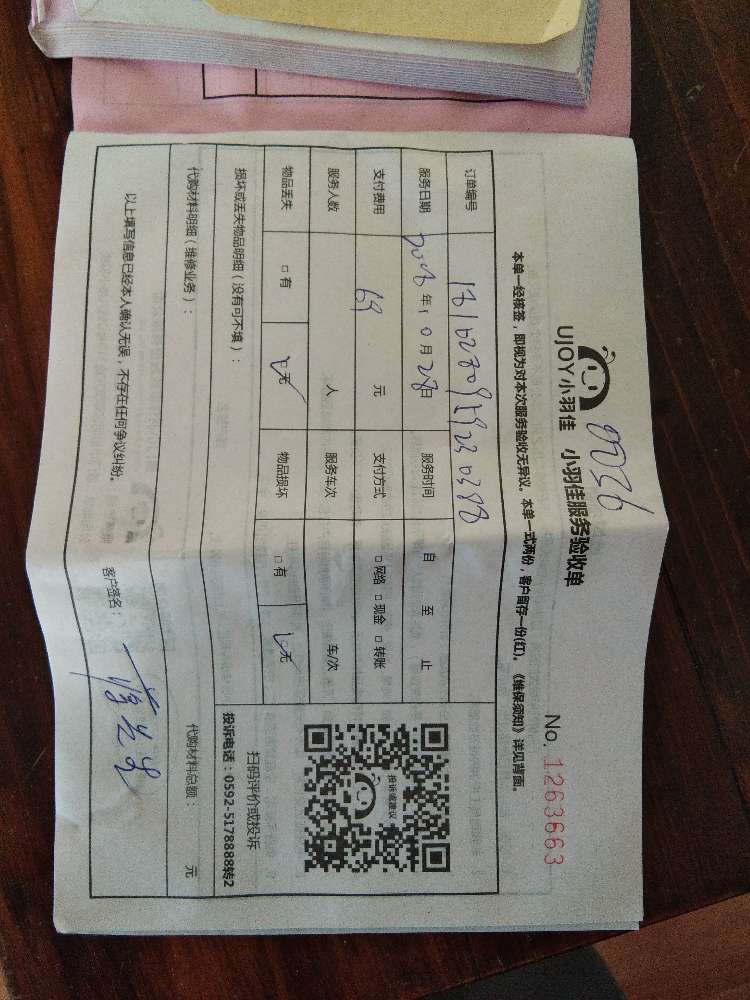 UJOY小羽佳 小羽佳服务验收单
No. 1263663
本单一经核签，即视为对本次服务验收无异议。本单一式两份，客户留存一份(红)。《维保须知》详见背面。
订单编号
服务日期 年10月28日 服务时间 自 至 止
支付费用 69 元 支付方式 □网络 □现金 □转账
服务人数 人 服务车次 车/次
物品丢失 □有 □无 物品损坏 □有 □无
损坏或丢失物品明细（没有可不填）：
投诉或建议
扫码评价或投诉
投诉电话：0592-5178888转2
代购材料明细（维修业务）： 代购材料总额： 元
以上填写信息已经本人确认无误，不存在任何争议纠纷。
客户签名：